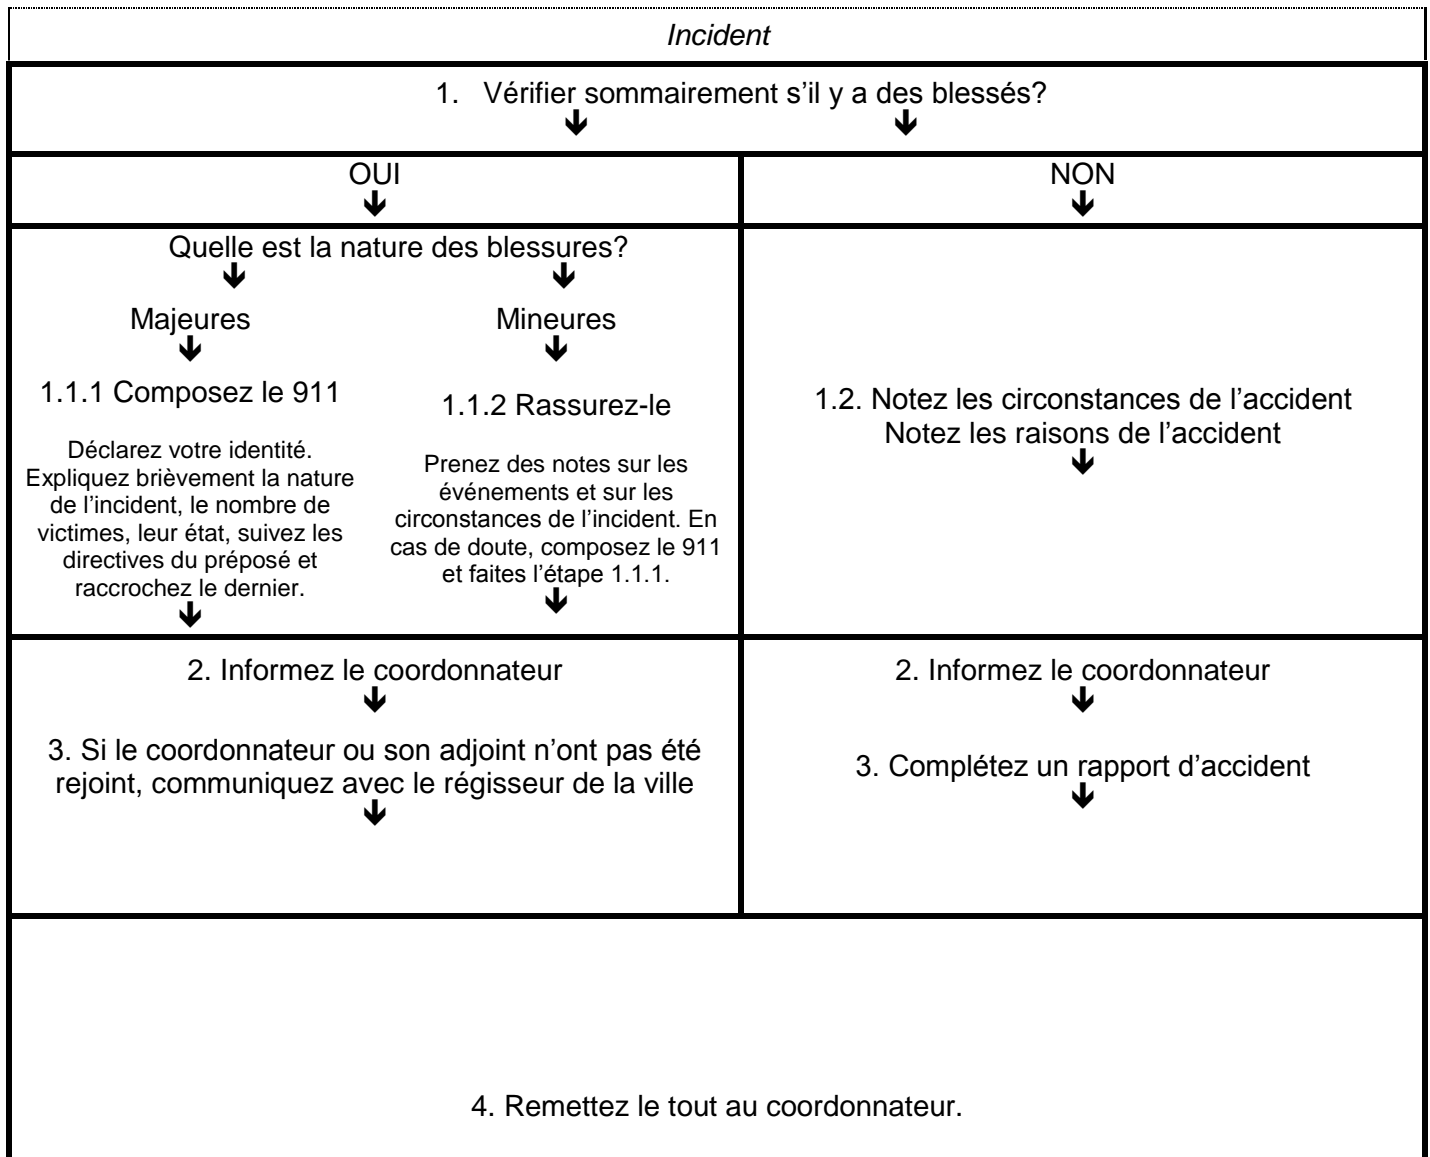 Incident
1. Vérifier sommairement s’il y a des blessés?
OUI
NON
Quelle est la nature des blessures?
Majeures
1.1.1 Composez le 911
Déclarez votre identité.
Expliquez brièvement la nature
de l’incident, le nombre de
victimes, leur état, suivez les
directives du préposé et
raccrochez le dernier.
Mineures
1.1.2 Rassurez-le
Prenez des notes sur les
événements et sur les
circonstances de l’incident. En
cas de doute, composez le 911
et faites l’étape 1.1.1.
1.2. Notez les circonstances de l’accident
Notez les raisons de l’accident
2. Informez le coordonnateur
3. Si le coordonnateur ou son adjoint n’ont pas été
rejoint, communiquez avec le régisseur de la ville
2. Informez le coordonnateur
3. Complétez un rapport d’accident
4. Remettez le tout au coordonnateur.